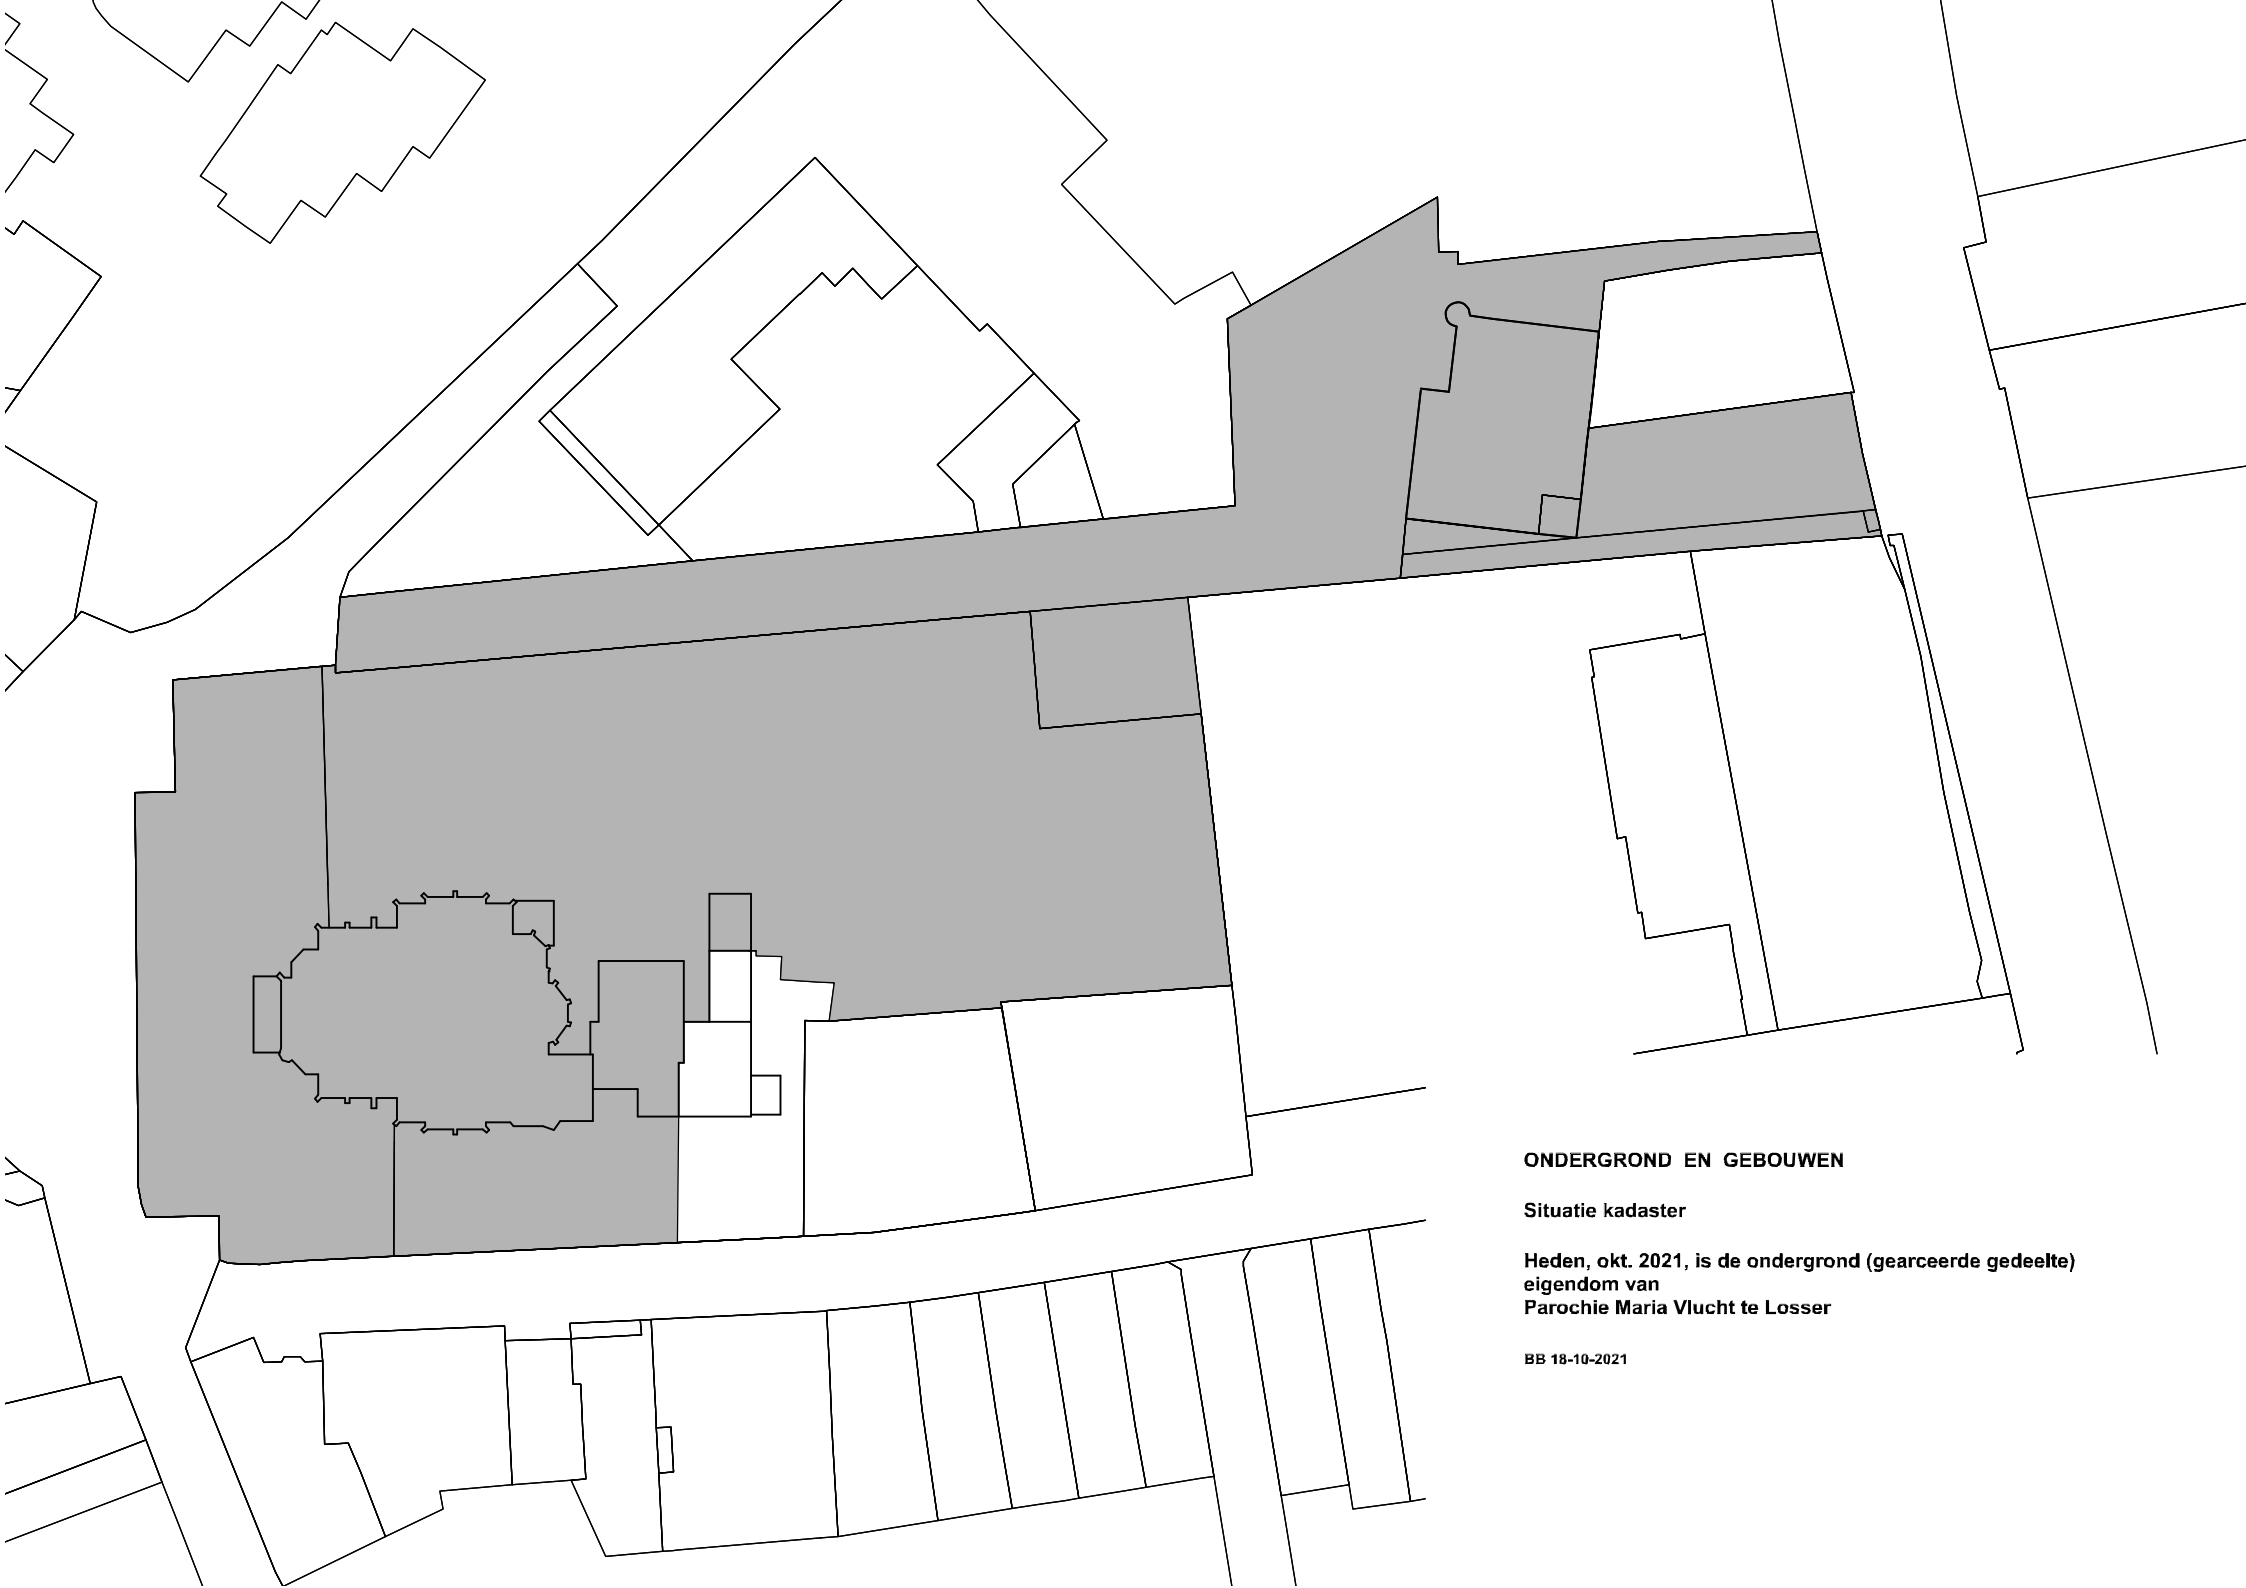 ONDERGROND EN GEBOUWEN
Situatie kadaster
Heden, okt. 2021, is de ondergrond (gearceerde gedeelte)
eigendom van
Parochie Maria Vlucht te Losser
BB 18-10-2021